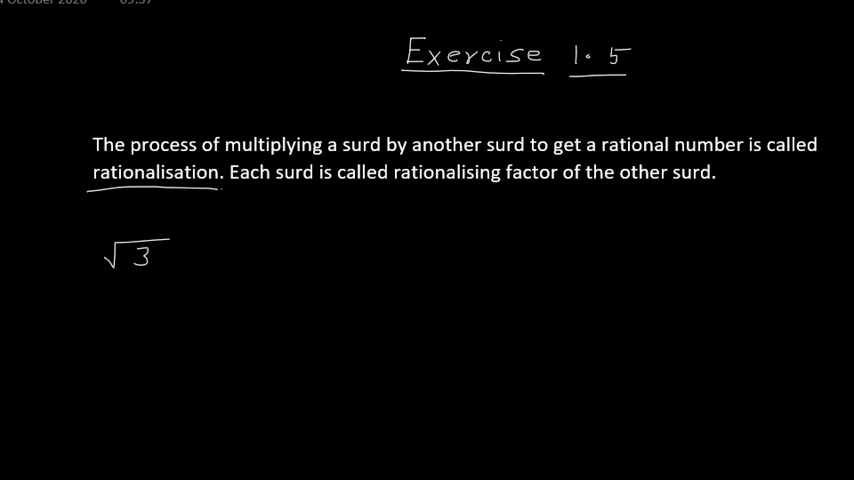 Exercise 1.5
The process of multiplying a surd by another surd to get a rational number is called
rationalisation. Each surd is called rationalising factor of the other surd.
√3